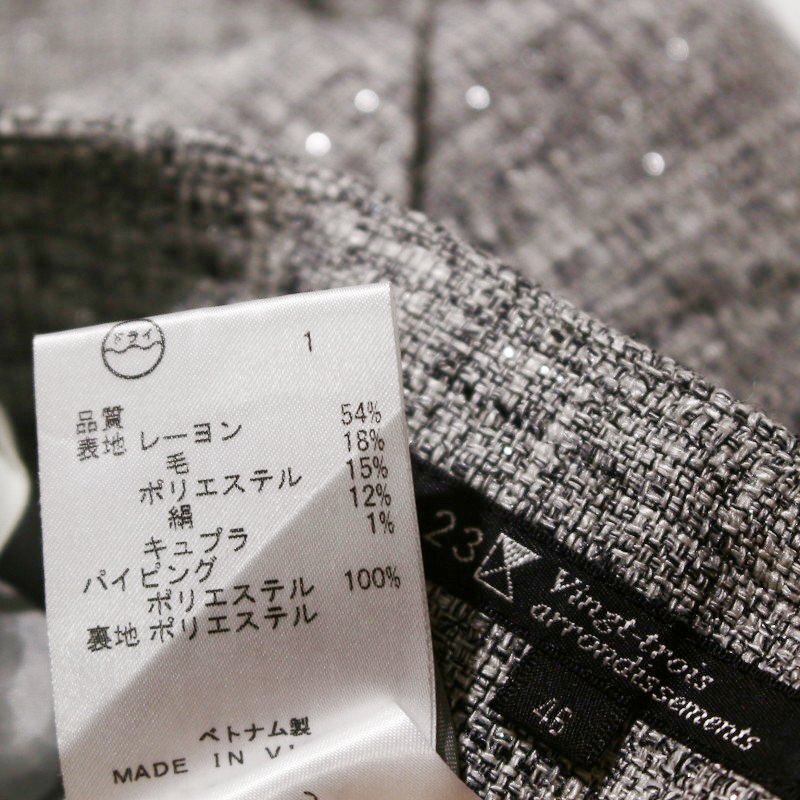 ドライ
1
品質
表地 レーヨン 54%
毛 18%
ポリエステル 15%
絹 12%
キュプラ 1%
パイピング
ポリエステル 100%
裏地 ポリエステル
ベトナム製
MADE IN
23
Vingt-trois
arrondissements
46